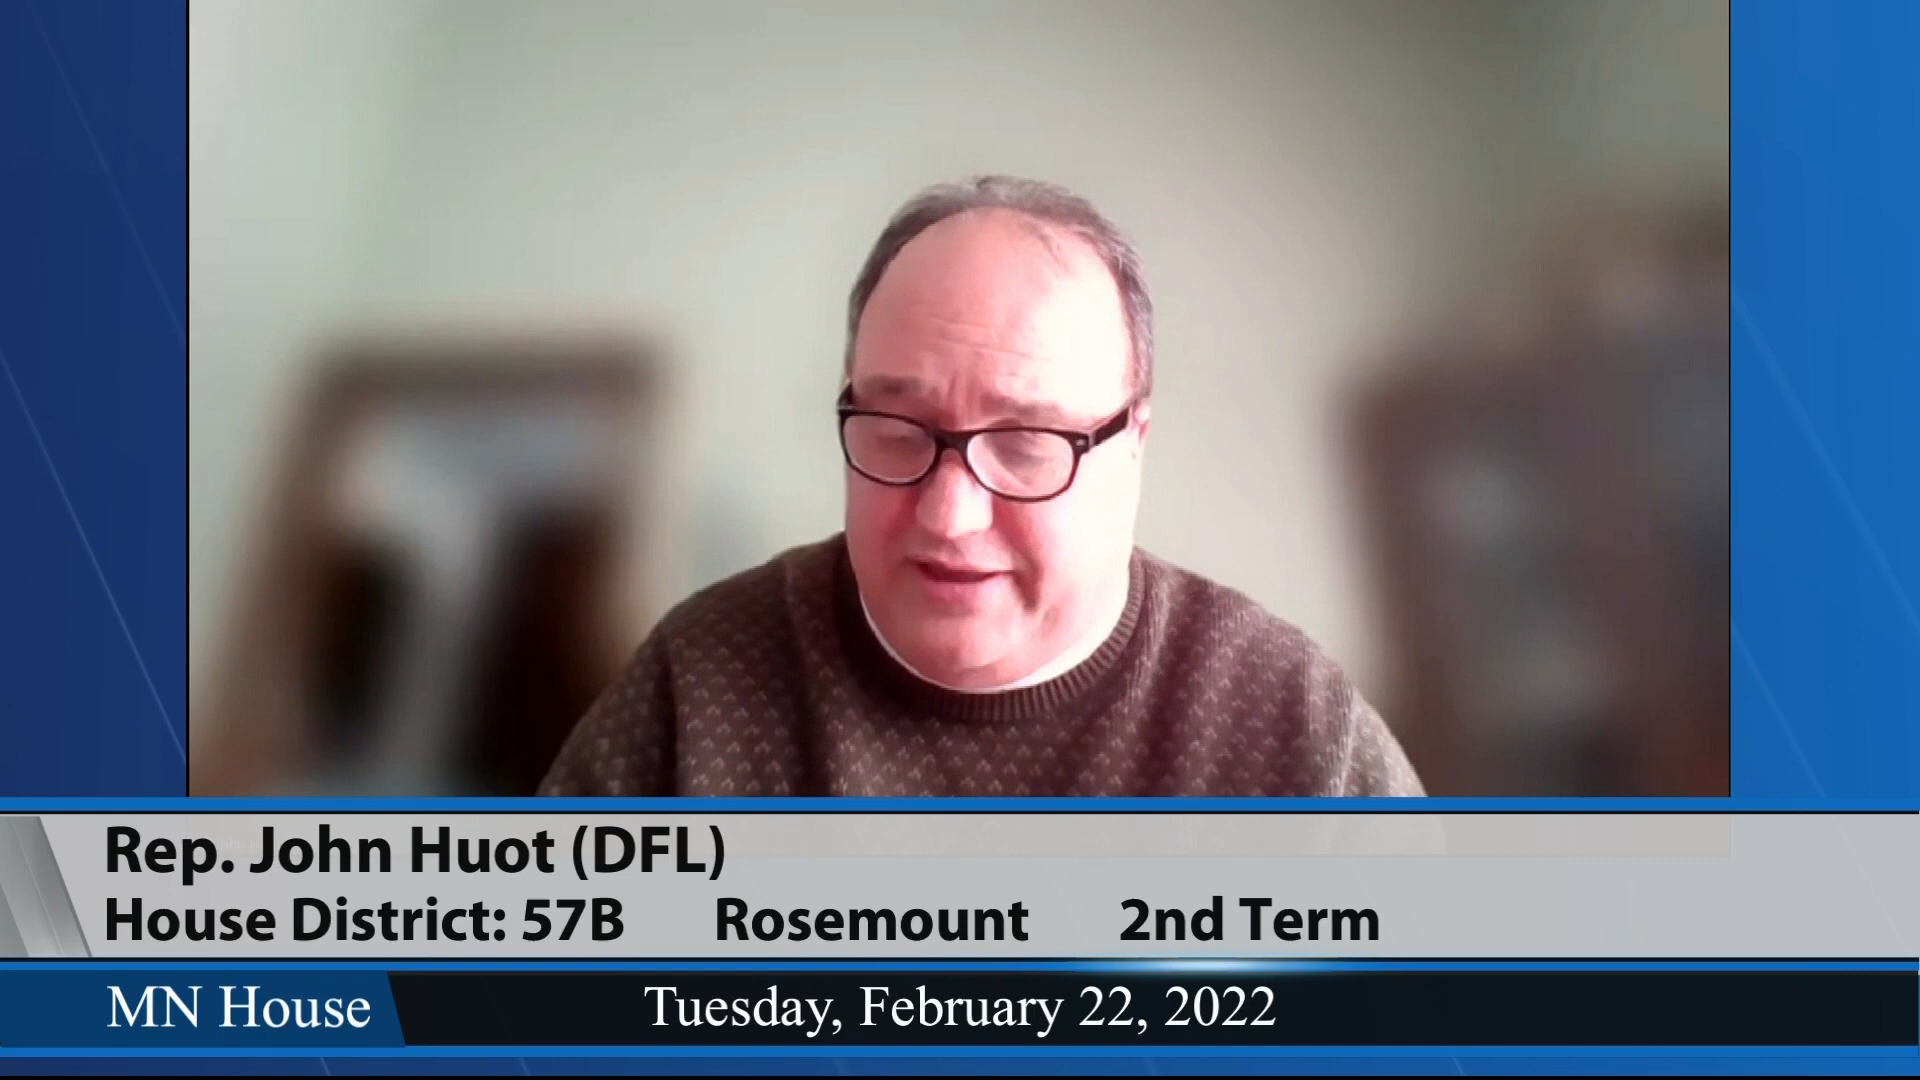 Rep. John Huot (DFL)
House District: 57B Rosemount 2nd Term
MN House Tuesday, February 22, 2022